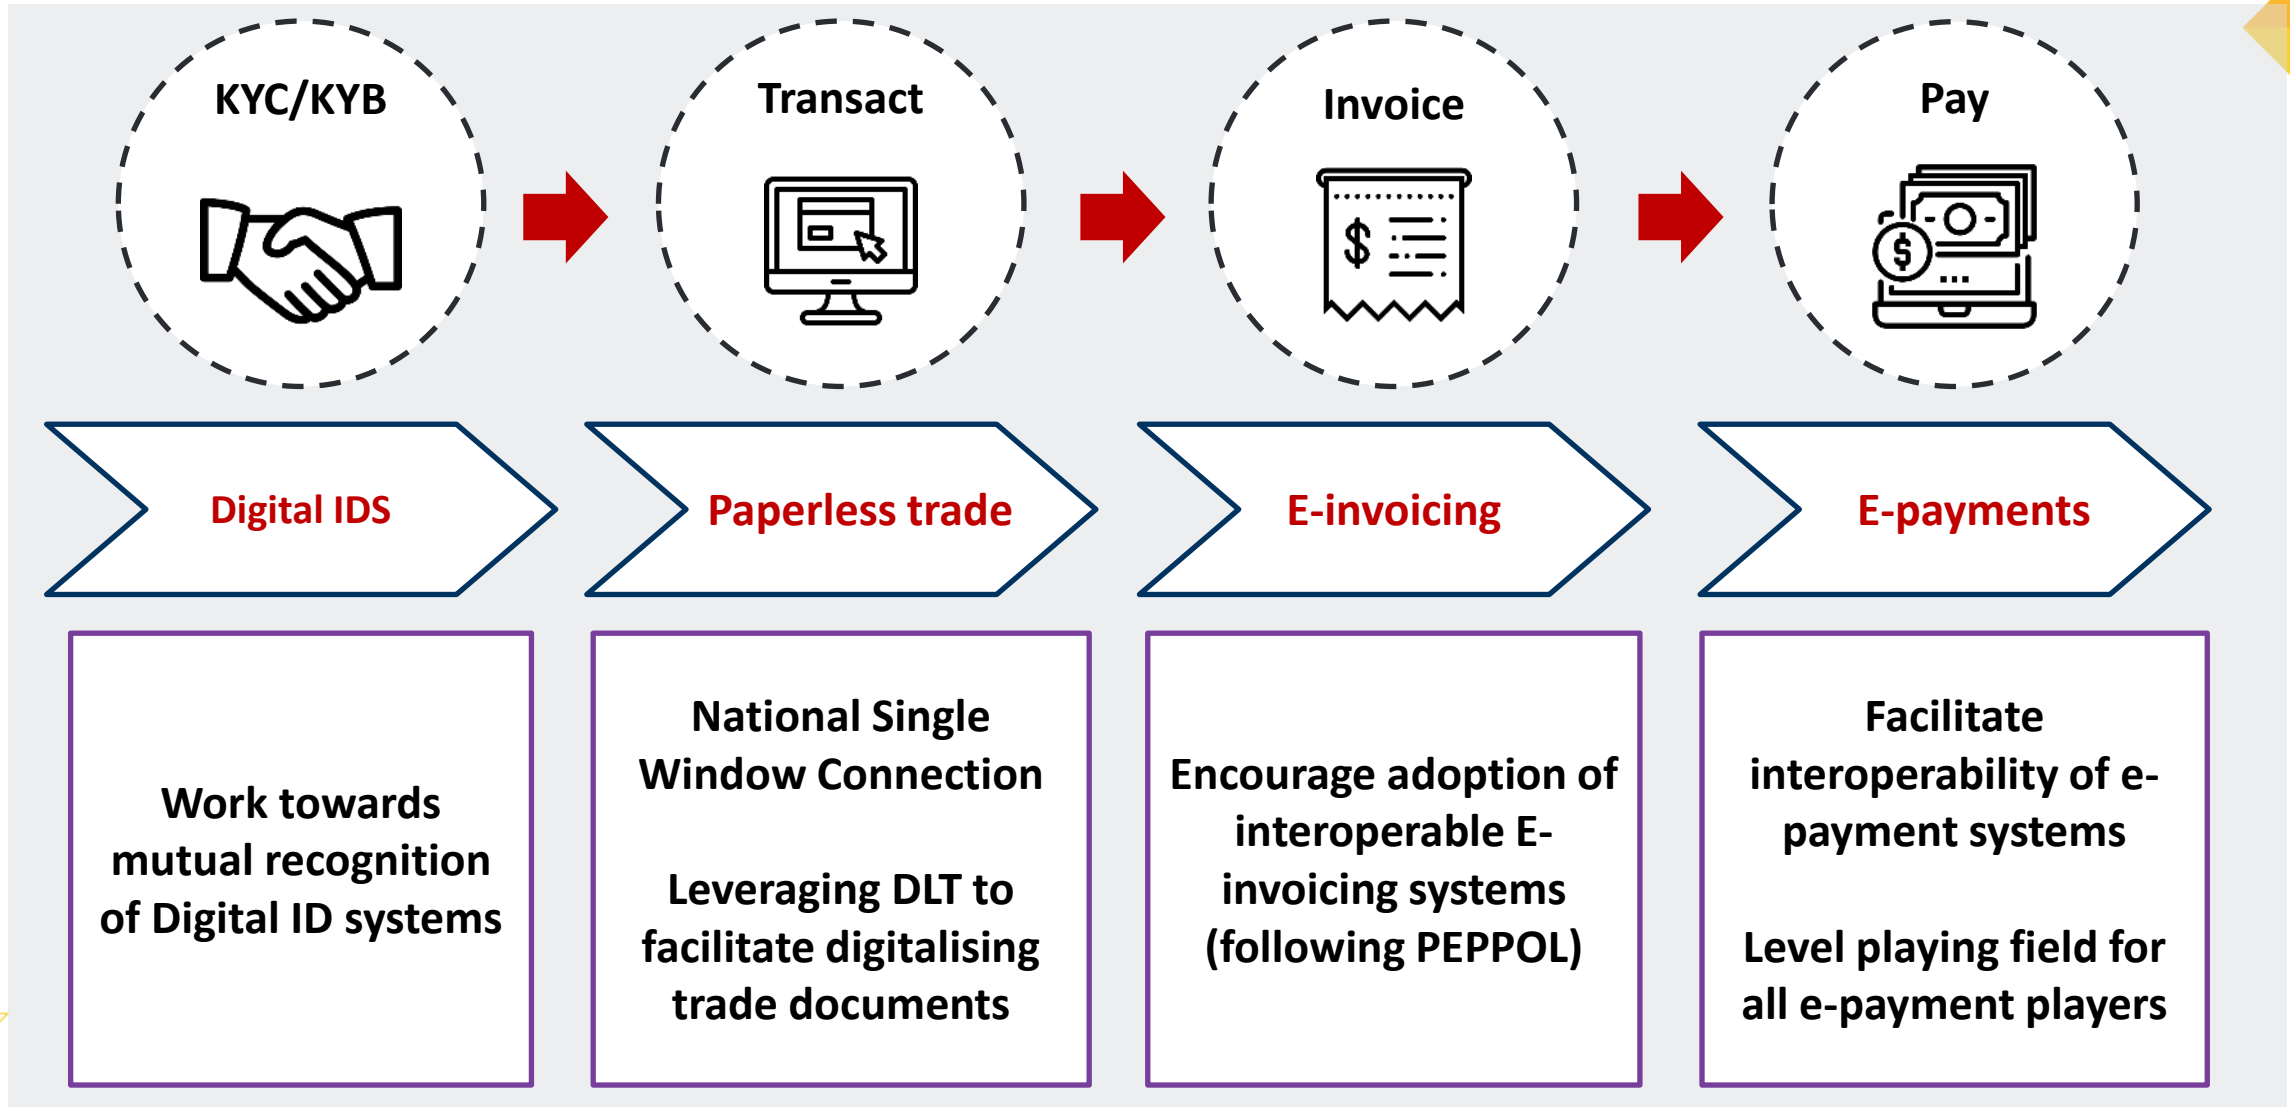 KYC/KYB
Transact
Invoice
Pay
$
$
Digital IDS
Paperless trade
E-invoicing
E-payments
Work towards
mutual recognition
of Digital ID systems
National Single
Window Connection
Leveraging DLT to
facilitate digitalising
trade documents
Encourage adoption of
interoperable E-
invoicing systems
(following PEPPOL)
Facilitate
interoperability of e-
payment systems
Level playing field for
all e-payment players